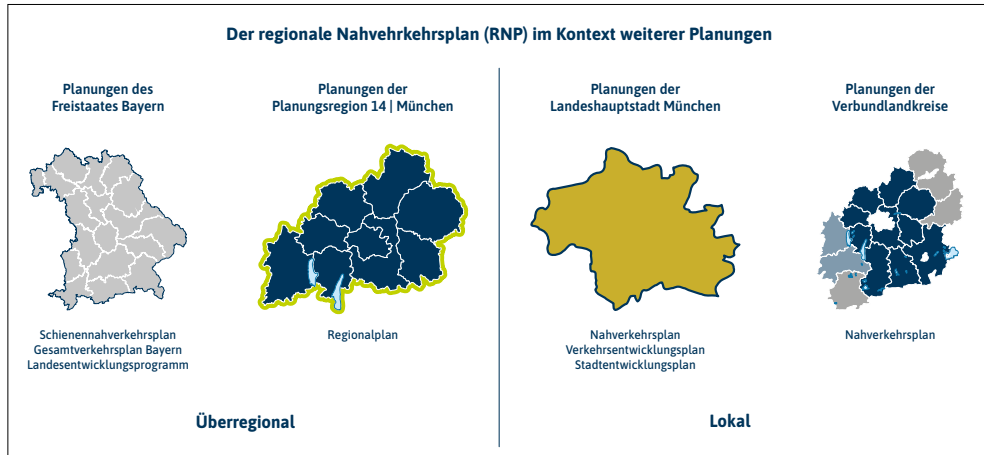 Der regionale Nahvehrkehrsplan (RNP) im Kontext weiterer Planungen
Planungen des
Freistaates Bayern
Planungen der
Planungsregion 14 | München
Planungen der
Landeshauptstadt München
Planungen der
Verbundlandkreise
Schienennahverkehrsplan
Gesamtverkehrsplan Bayern
Landesentwicklungsprogramm
Regionalplan
Nahverkehrsplan
Verkehrsentwicklungsplan
Stadtentwicklungsplan
Nahverkehrsplan
Überregional
Lokal